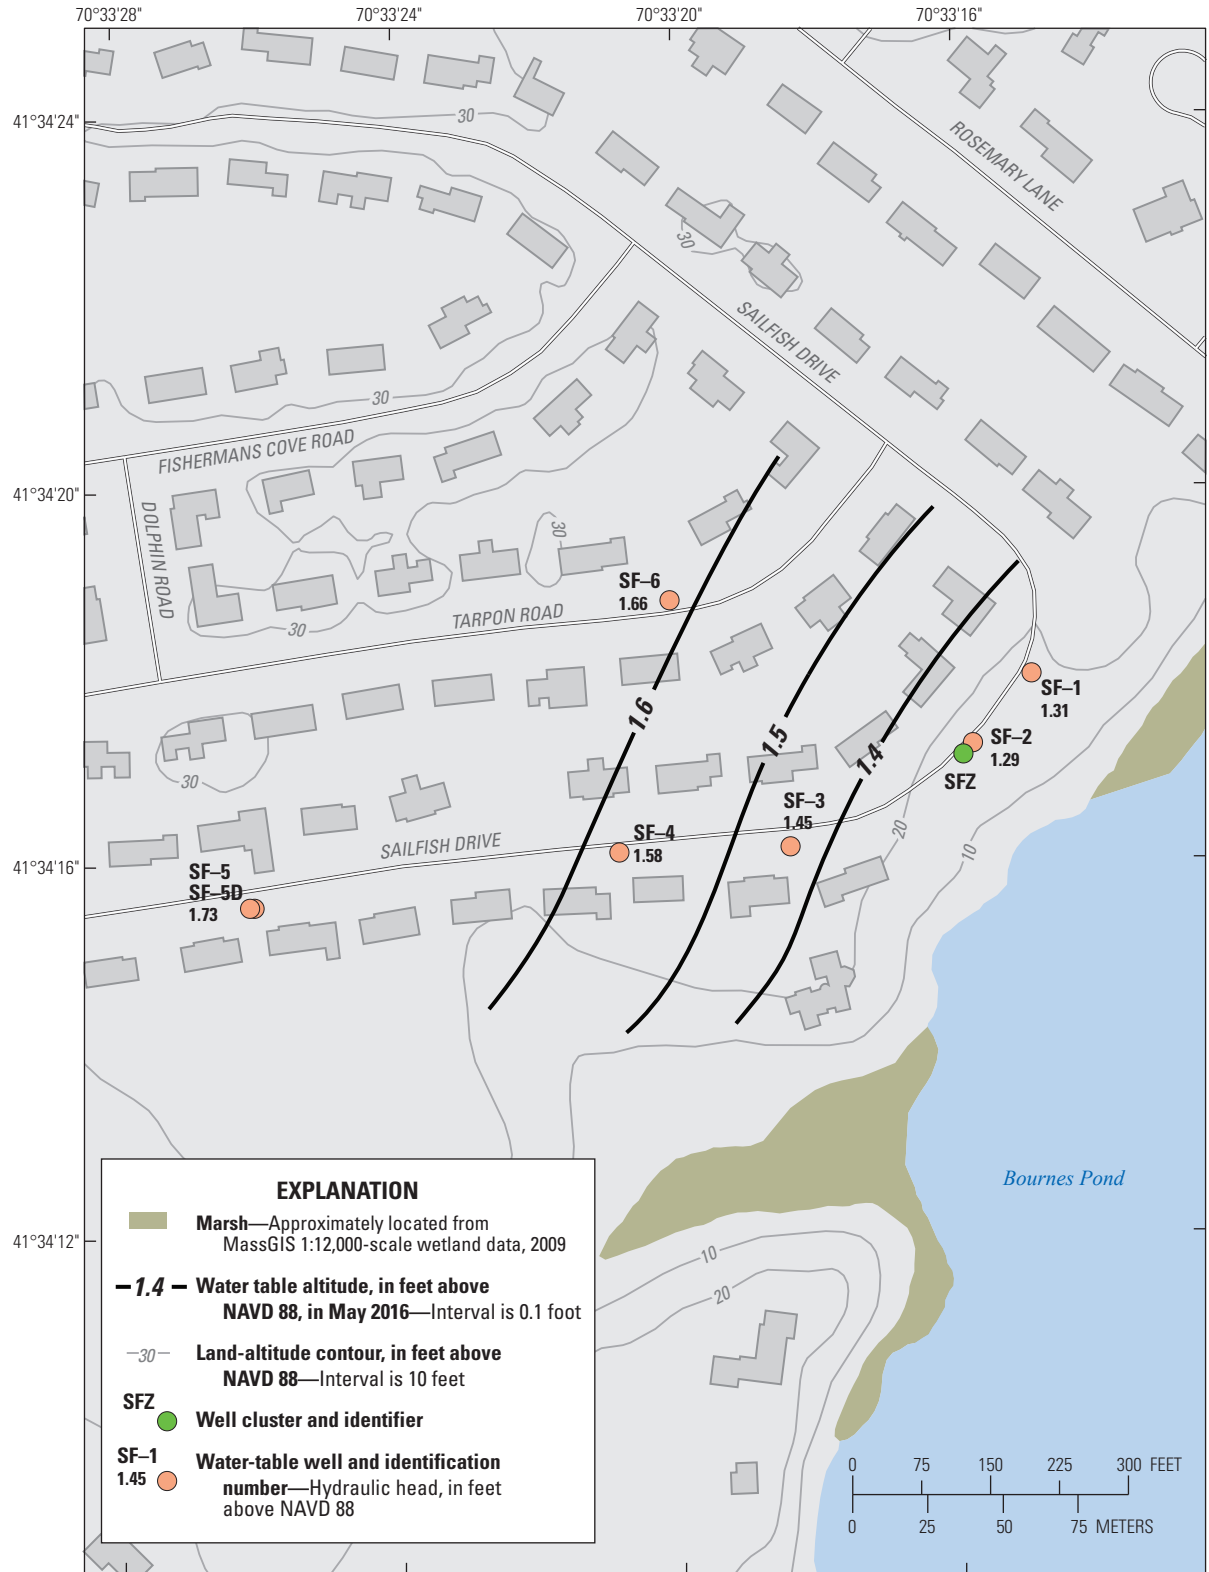 70°33'28" 70°33'24" 70°33'20" 70°33'16"
41°34'24"
30
ROSEMARY LANE
30
SAILFISH DRIVE
30
FISHERMANS COVE ROAD
41°34'20"
DOLPHIN ROAD
30
SF–6
1.66
TARPON ROAD
30
SF–1
1.31
1.6
1.5
1.4
SF–2
1.29
SFZ
30
SF–3
1.45
SF–4
1.58
20
10
SAILFISH DRIVE
41°34'16"
SF–5
SF–5D
1.73
Bournes Pond
41°34'12"
10
20
EXPLANATION
Marsh—Approximately located from
MassGIS 1:12,000-scale wetland data, 2009
1.4 Water table altitude, in feet above
NAVD 88, in May 2016—Interval is 0.1 foot
30 Land-altitude contour, in feet above
NAVD 88—Interval is 10 feet
SFZ Well cluster and identifier
SF–1
1.45
Water-table well and identification
number—Hydraulic head, in feet
above NAVD 88
0 75 150 225 300 FEET
0 25 50 75 METERS